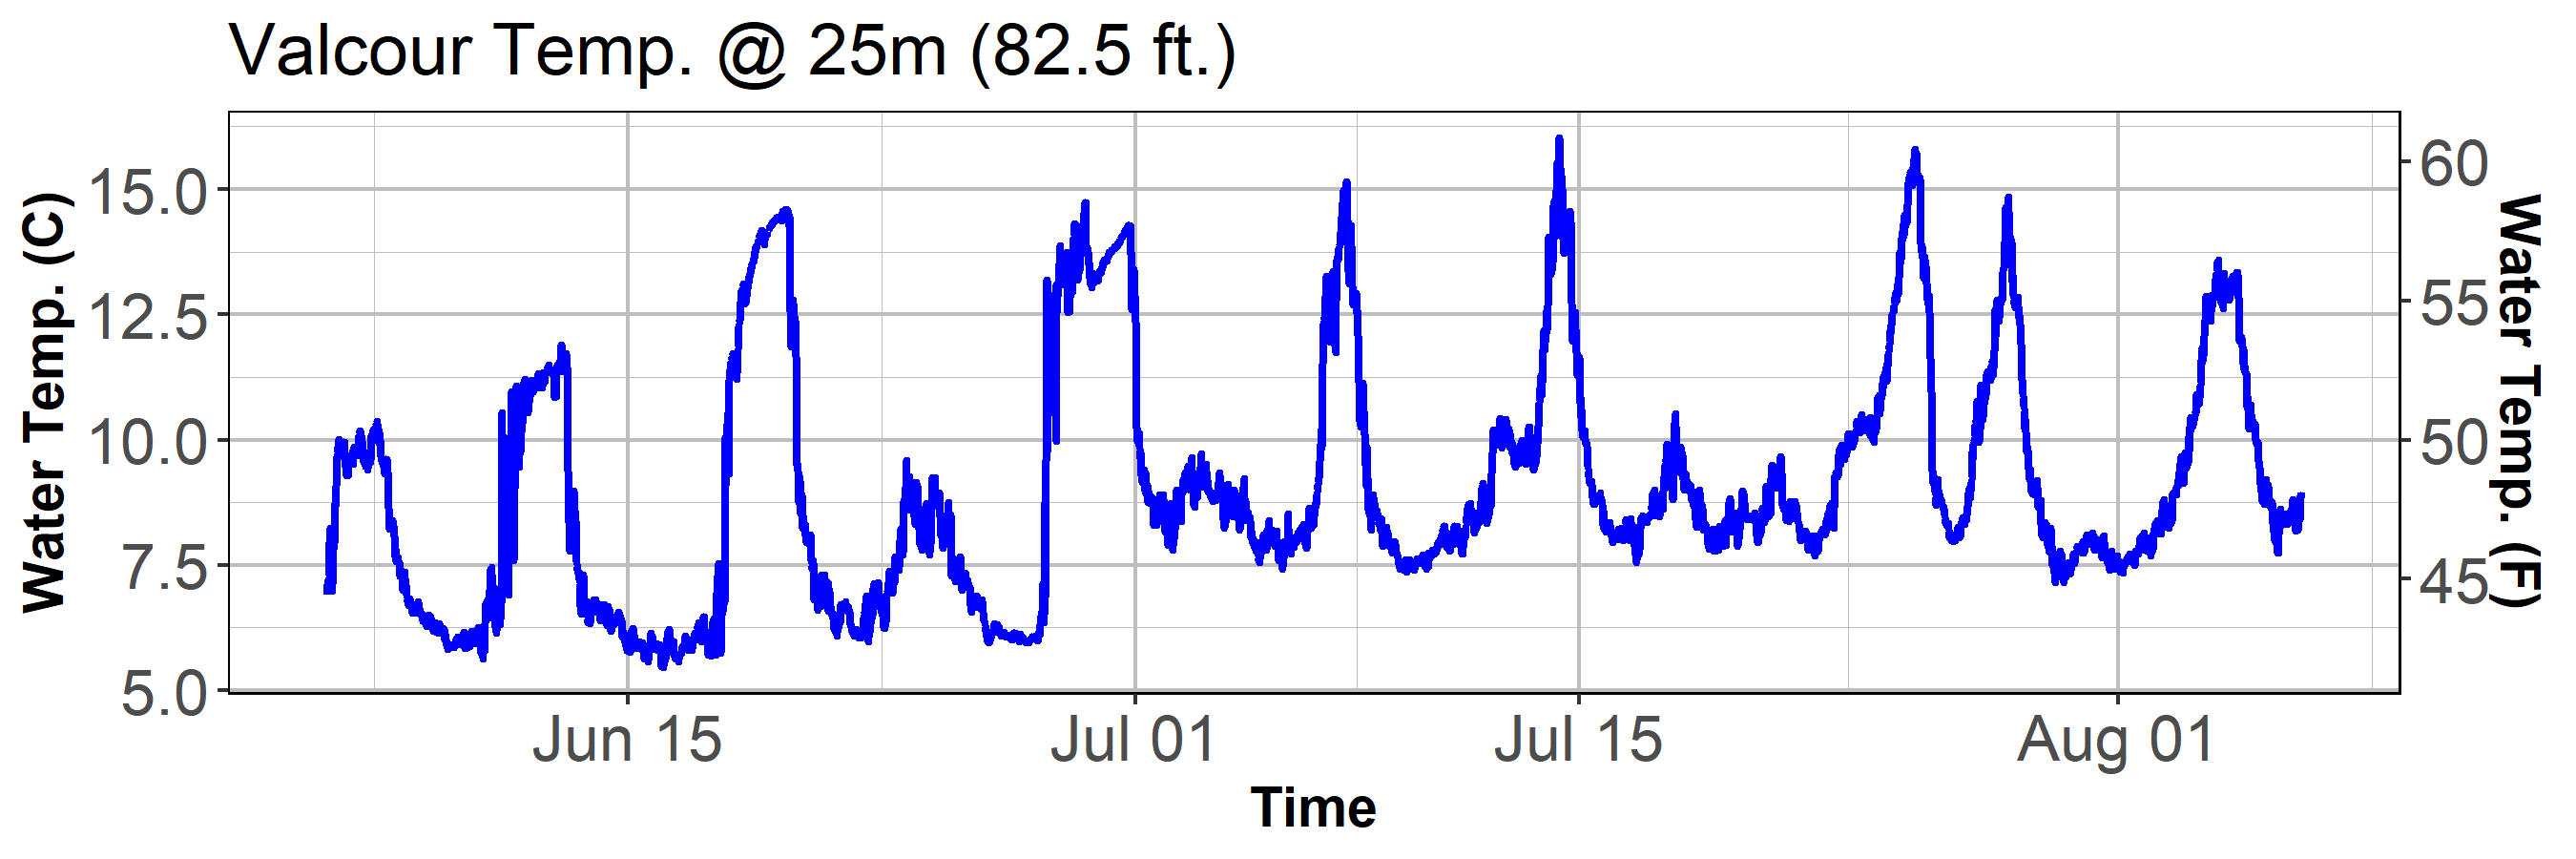 Valcour Temp. @ 25m (82.5 ft.)
Water Temp. (C)
15.0
12.5
10.0
7.5
5.0
60
55
50
45
Water Temp. (F)
Jun 15 Jul 01 Jul 15 Aug 01
Time